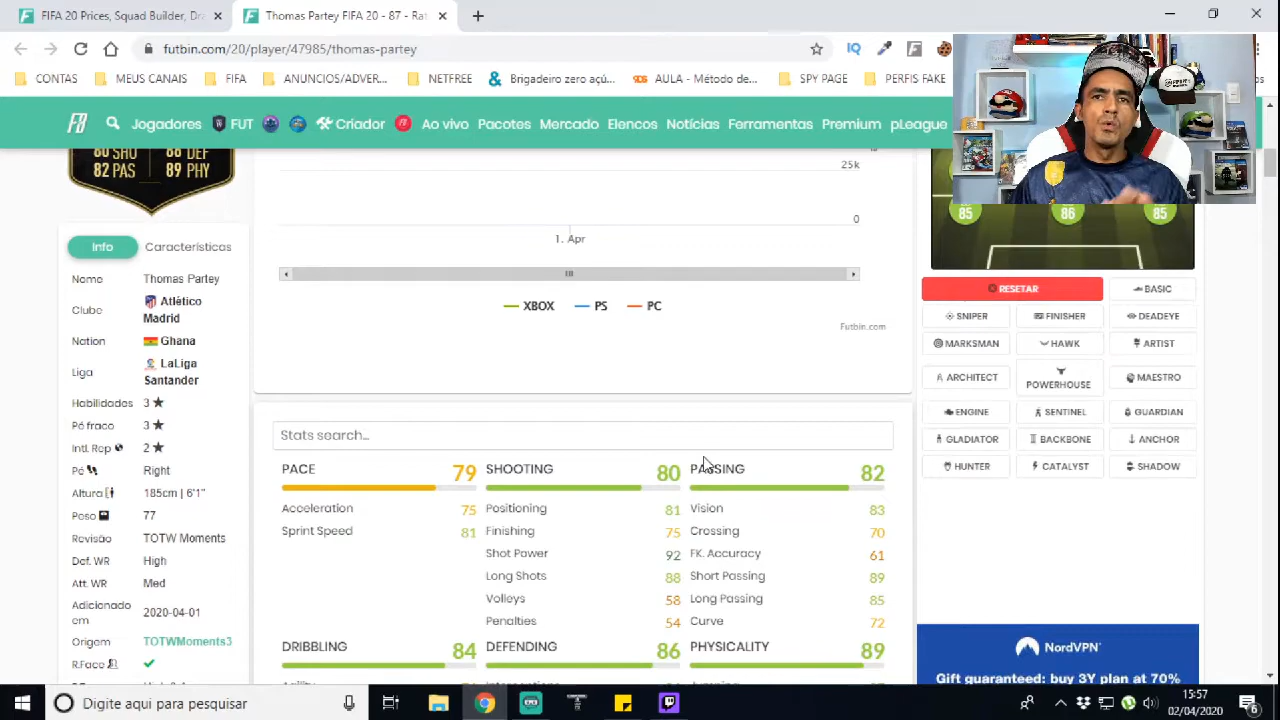 FIFA 20 Prices, Squad Builder, Dra
Thomas Partey FIFA 20 - 87 - Rat
futbin.com/20/player/47985/thomas-partey
IQ
CONTAS
MEUS CANAIS
FIFA
ANUNCIOS/ADVER...
NETFREE
Brigadeiro zero açú...
AULA - Método de...
SPY PAGE
PERFIS FAKE
Jogadores
FUT
Criador
Ao vivo
Pacotes
Mercado
Elencos
Notícias
Ferramentas
Premium
pLeague
80 SHO
82 PAS
88 DEF
89 PHY
25k
0
1. Apr
XBOX
PS
PC
Futbin.com
Info
Características
Nome Thomas Partey
Clube Atlético Madrid
Nation Ghana
Liga LaLiga Santander
Habilidades 3
Pé fraco 3
Intl. Rep 2
Pé Right
Altura 185cm | 6'1"
Peso 77
Revisão TOTW Moments
Def. WR High
Att. WR Med
Adicionado em 2020-04-01
Origem TOTWMoments3
R.Face
Stats search...
PACE 79
Acceleration 75
Sprint Speed 81
SHOOTING 80
Positioning 81
Finishing 75
Shot Power 92
Long Shots 88
Volleys 58
Penalties 54
PASSING 82
Vision 83
Crossing 70
FK. Accuracy 61
Short Passing 89
Long Passing 85
Curve 72
DRIBBLING 84
DEFENDING 86
PHYSICALITY 89
85
86
85
RESETAR
BASIC
SNIPER
FINISHER
DEADEYE
MARKSMAN
HAWK
ARTIST
ARCHITECT
POWERHOUSE
MAESTRO
ENGINE
SENTINEL
GUARDIAN
GLADIATOR
BACKBONE
ANCHOR
HUNTER
CATALYST
SHADOW
NordVPN
Gift guaranteed: buy 3Y plan at 70%
Digite aqui para pesquisar
15:57
02/04/2020
6